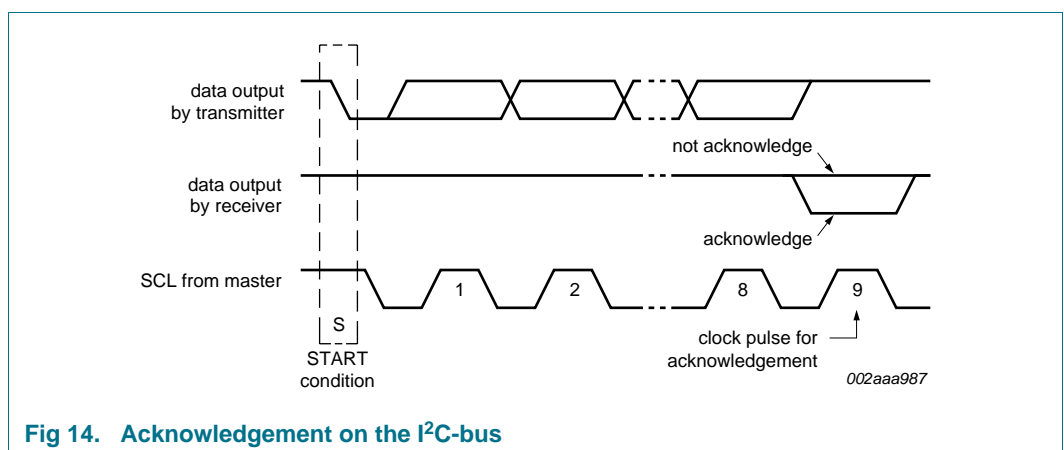 data output
by transmitter
not acknowledge
data output
by receiver
acknowledge
SCL from master
1
2
8
9
S
START
condition
clock pulse for
acknowledgement
002aaa987
Fig 14. Acknowledgement on the I²C-bus